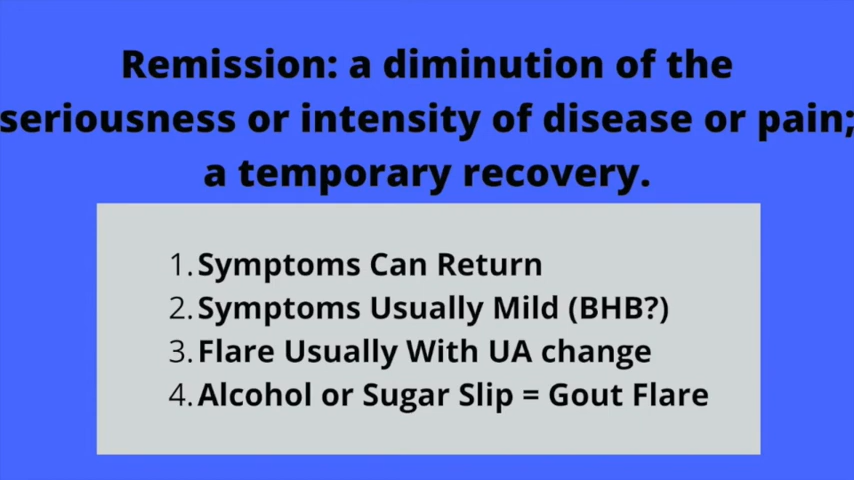 Remission: a diminution of the
seriousness or intensity of disease or pain;
a temporary recovery.
1. Symptoms Can Return
2. Symptoms Usually Mild (BHB?)
3. Flare Usually With UA change
4. Alcohol or Sugar Slip = Gout Flare